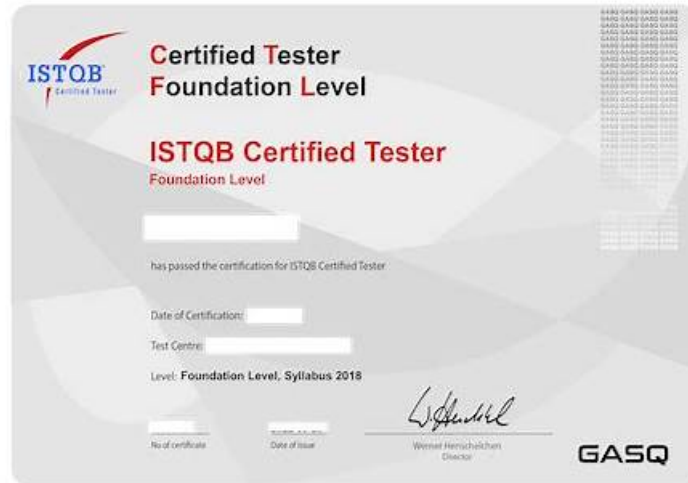 ISTQB
Certified Tester
Certified Tester
Foundation Level
ISTQB Certified Tester
Foundation Level
has passed the certification for ISTQB Certified Tester
Date of Certification:
Test Centre:
Level: Foundation Level, Syllabus 2018
No of certificate
Date of Issue
Director
GASQ